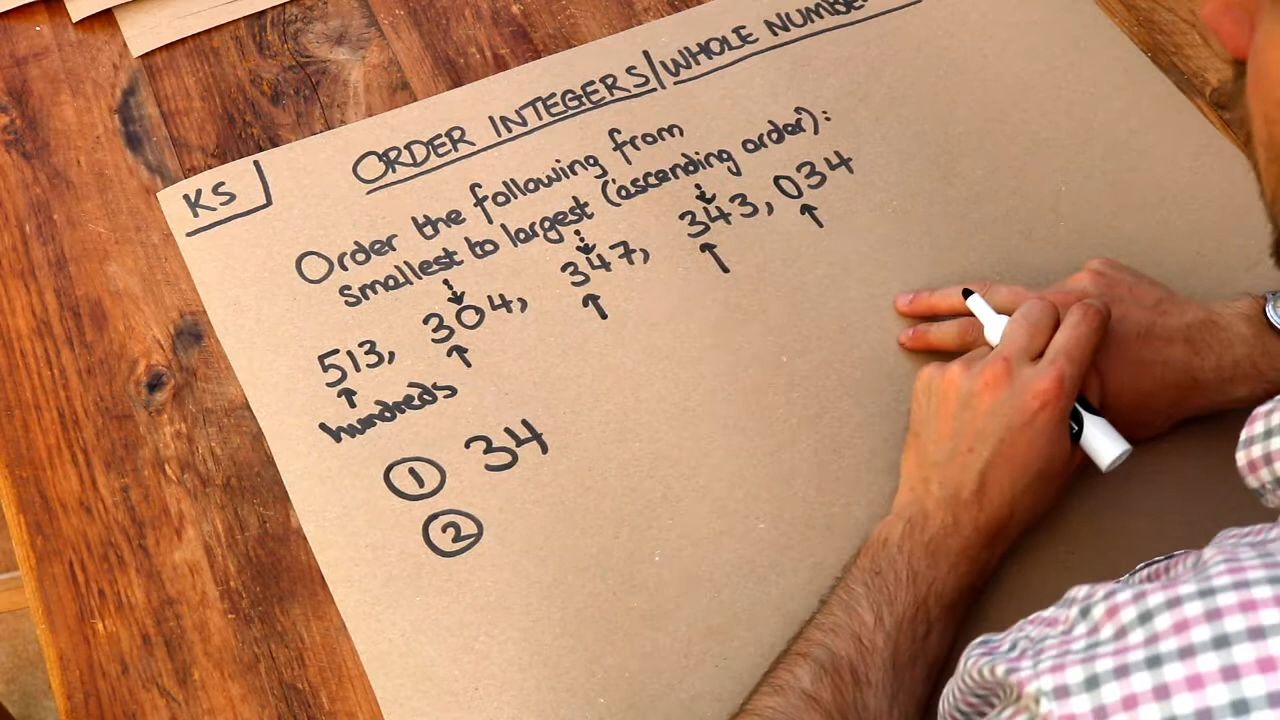 KS
ORDER INTEGERS/WHOLE NUMBER
Order the following from
smallest to largest (ascending order):
513, 304, 347, 343, 034
hundreds
1 34
2